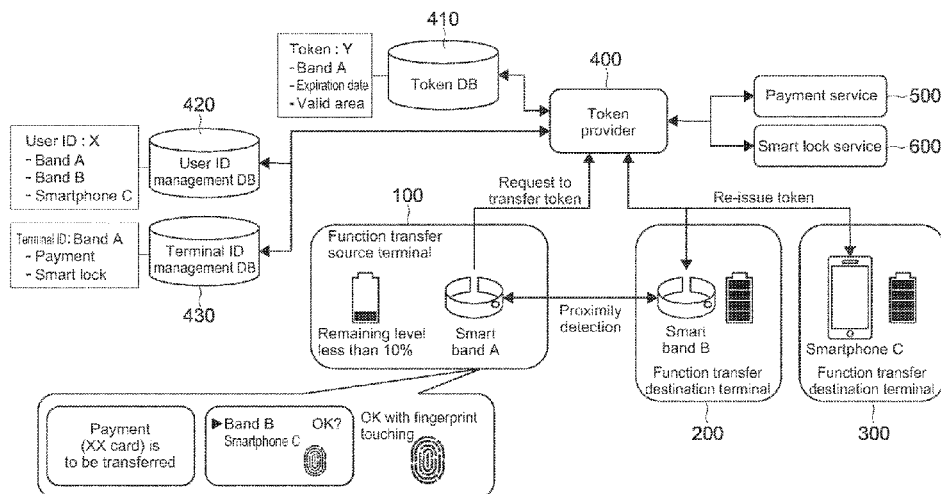 410
Token : Y
- Band A
- Expiration date
- Valid area
Token DB
400
Token
provider
Payment service
500
Smart lock service
600
420
User ID : X
- Band A
- Band B
- Smartphone C
User ID
management DB
Terminal ID: Band A
- Payment
- Smart lock
Terminal ID
management DB
430
Request to
transfer token
Re-issue token
100
Function transfer
source terminal
Remaining level
less than 10%
Smart
band A
Proximity
detection
Smart
band B
Function transfer
destination terminal
200
Smartphone C
Function transfer
destination terminal
300
Payment
(XX card) is
to be transferred
▶Band B OK?
Smartphone C
OK with fingerprint
touching